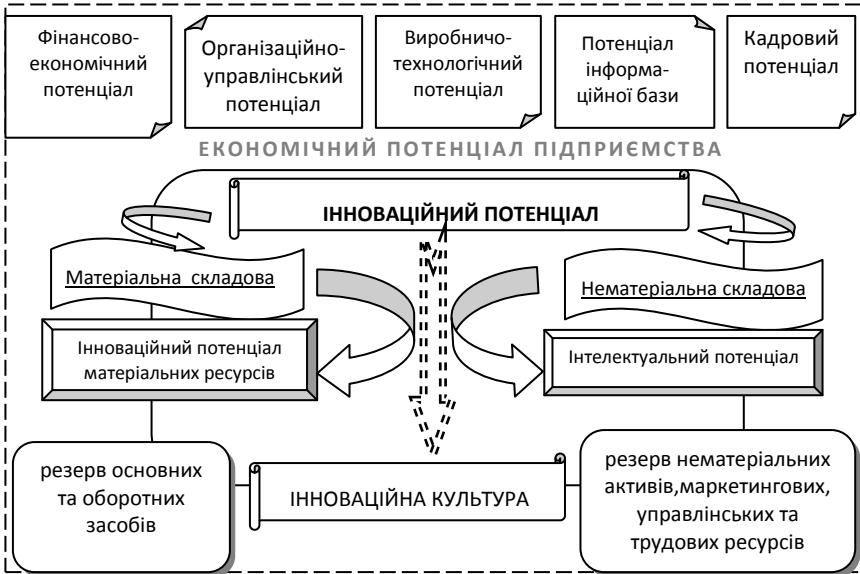 Фінансово-
економічний
потенціал
Організаційно-
управлінський
потенціал
Виробничо-
технологічний
потенціал
Потенціал
інформа-
ційної бази
Кадровий
потенціал
ЕКОНОМІЧНИЙ ПОТЕНЦІАЛ ПІДПРИЄМСТВА
ІННОВАЦІЙНИЙ ПОТЕНЦІАЛ
Матеріальна складова
Нематеріальна складова
Інноваційний потенціал
матеріальних ресурсів
Інтелектуальний потенціал
резерв основних
та оборотних
засобів
ІННОВАЦІЙНА КУЛЬТУРА
резерв нематеріальних
активів,маркетингових,
управлінських та
трудових ресурсів